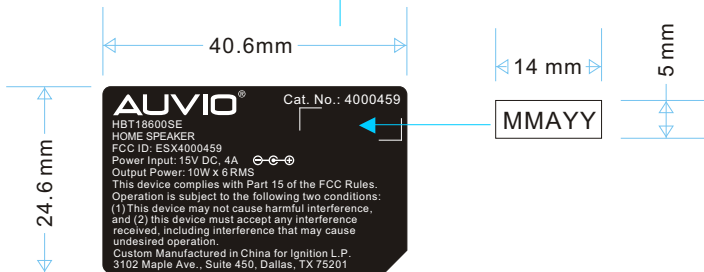 40.6mm
14 mm
5 mm
24.6 mm
AUVIO®
Cat. No.: 4000459
MMAYY
HBT18600SE
HOME SPEAKER
FCC ID: ESX4000459
Power Input: 15V DC, 4A
Output Power: 10W x 6 RMS
This device complies with Part 15 of the FCC Rules.
Operation is subject to the following two conditions:
(1) This device may not cause harmful interference,
and (2) this device must accept any interference
received, including interference that may cause
undesired operation.
Custom Manufactured in China for Ignition L.P.
3102 Maple Ave., Suite 450, Dallas, TX 75201